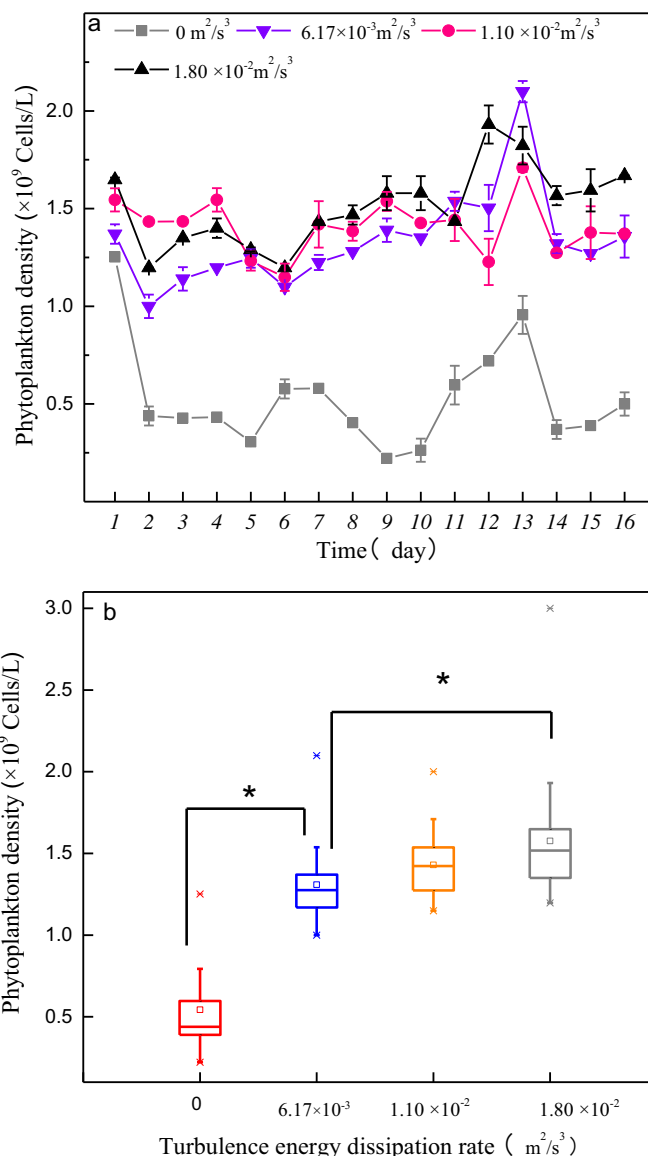 a
0 m²/s³ 6.17×10⁻³m²/s³ 1.10 ×10⁻²m²/s³
1.80 ×10⁻²m²/s³
Phytoplankton density (×10⁹ Cells/L)
2.5
2.0
1.5
1.0
0.5
1 2 3 4 5 6 7 8 9 10 11 12 13 14 15 16
Time( day)
b
Phytoplankton density (×10⁹ Cells/L)
3.0
2.5
2.0
1.5
1.0
0.5
*
*
0 6.17×10⁻³ 1.10 ×10⁻² 1.80 ×10⁻²
Turbulence energy dissipation rate ( m²/s³)